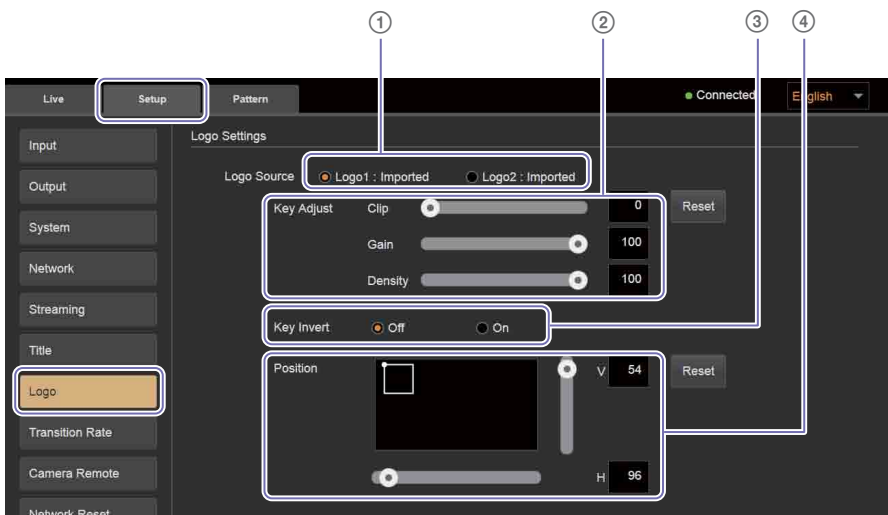 ① ② ③ ④
Live Setup Pattern Connected English
Input Logo Settings
Logo Source Logo1 : Imported Logo2 : Imported
Output
Key Adjust Clip 0 Reset
System
Gain 100
Network
Density 100
Streaming
Key Invert Off On
Title
Position V 54 Reset
Logo
Transition Rate
Camera Remote H 96
Network Reset